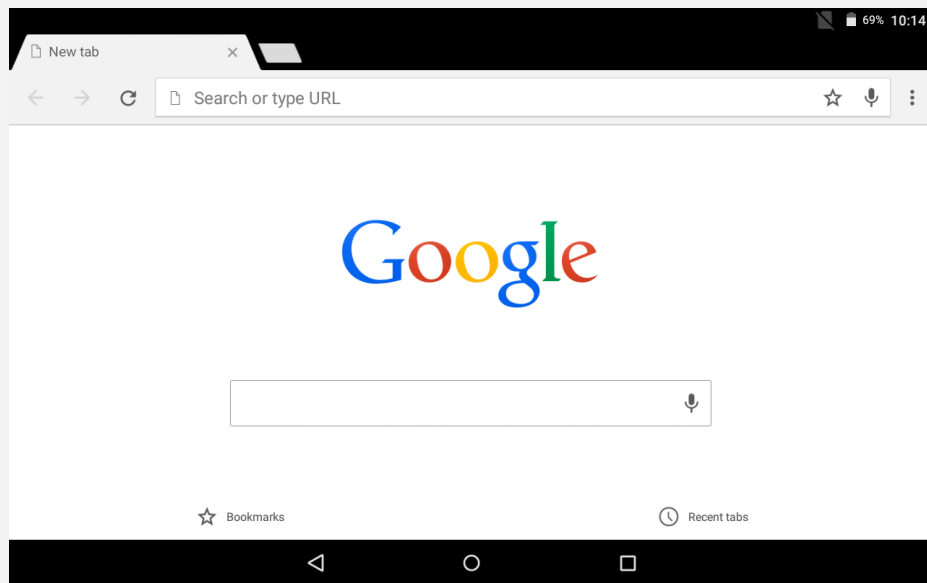 69% 10:14
New tab
Search or type URL
Google
Bookmarks
Recent tabs